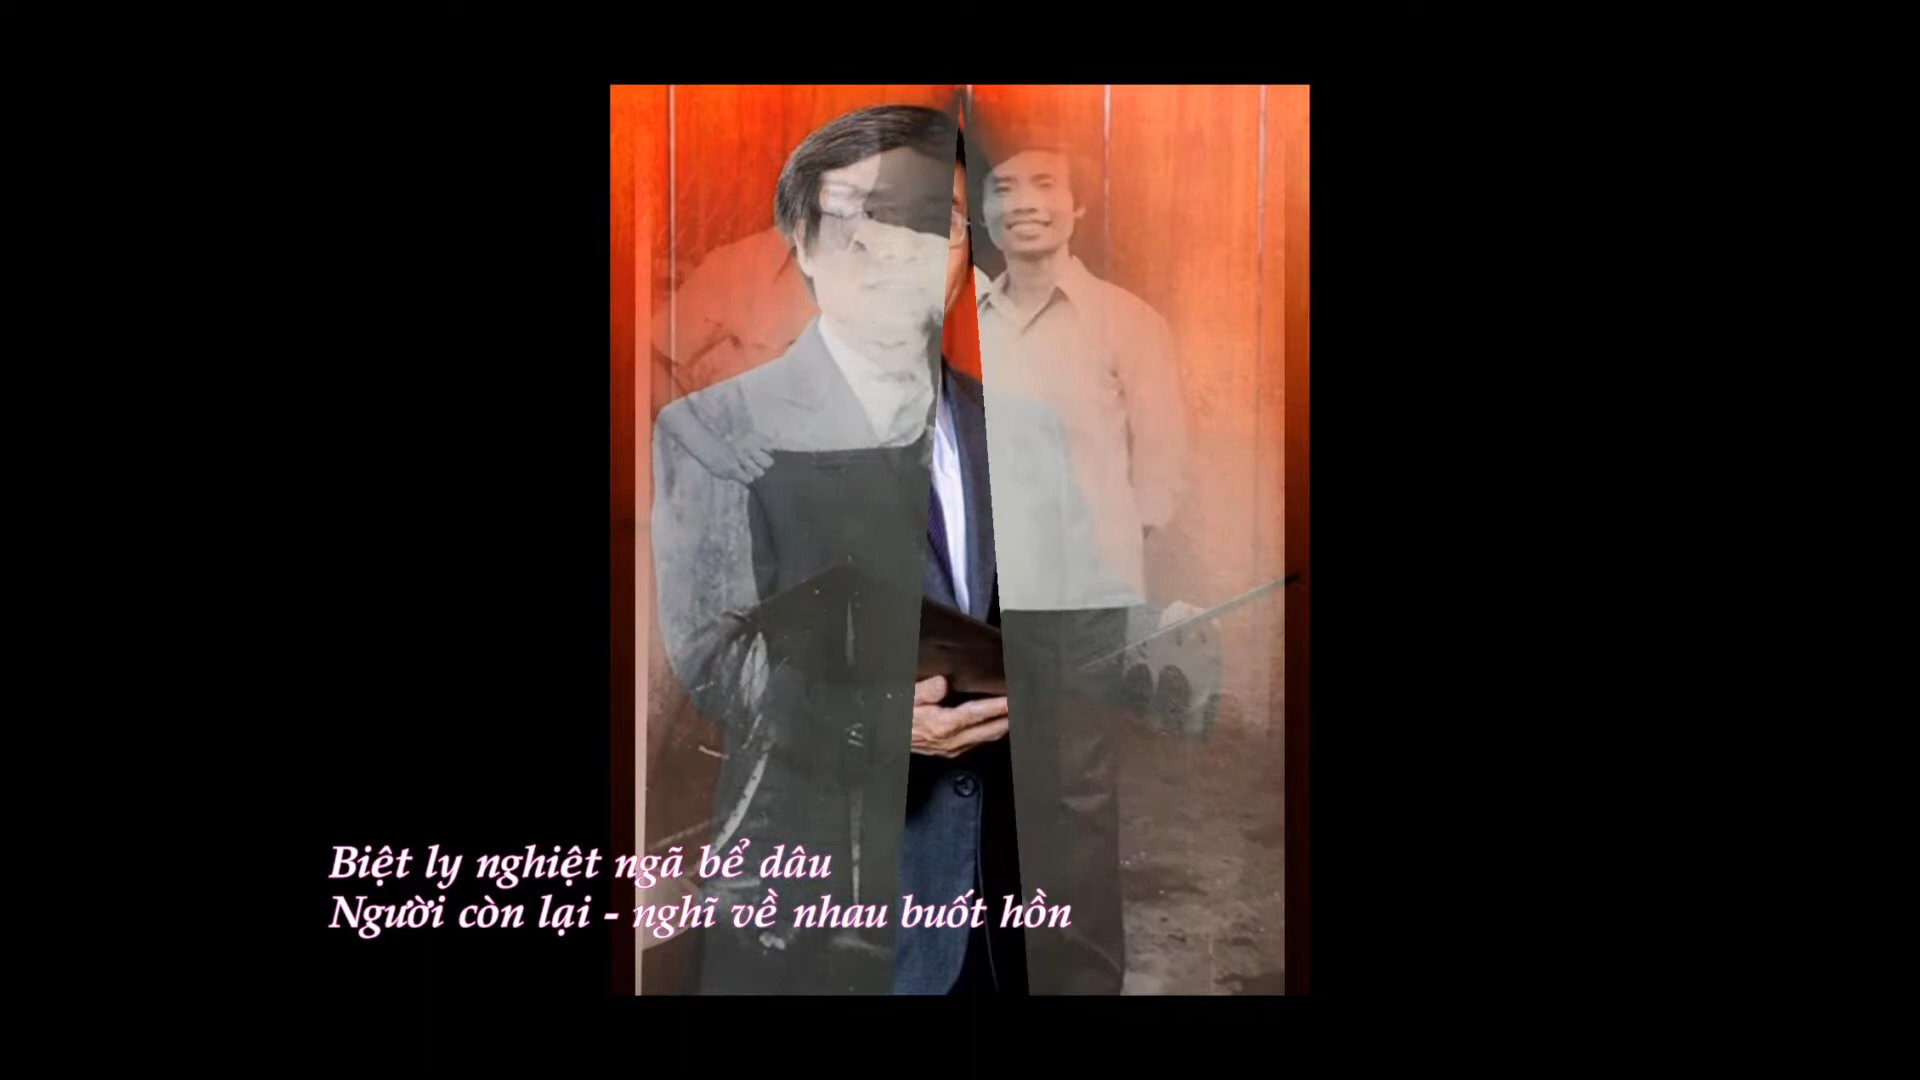 Biệt ly nghiệt ngã bể dâu
Người còn lại - nghĩ về nhau buốt hồn